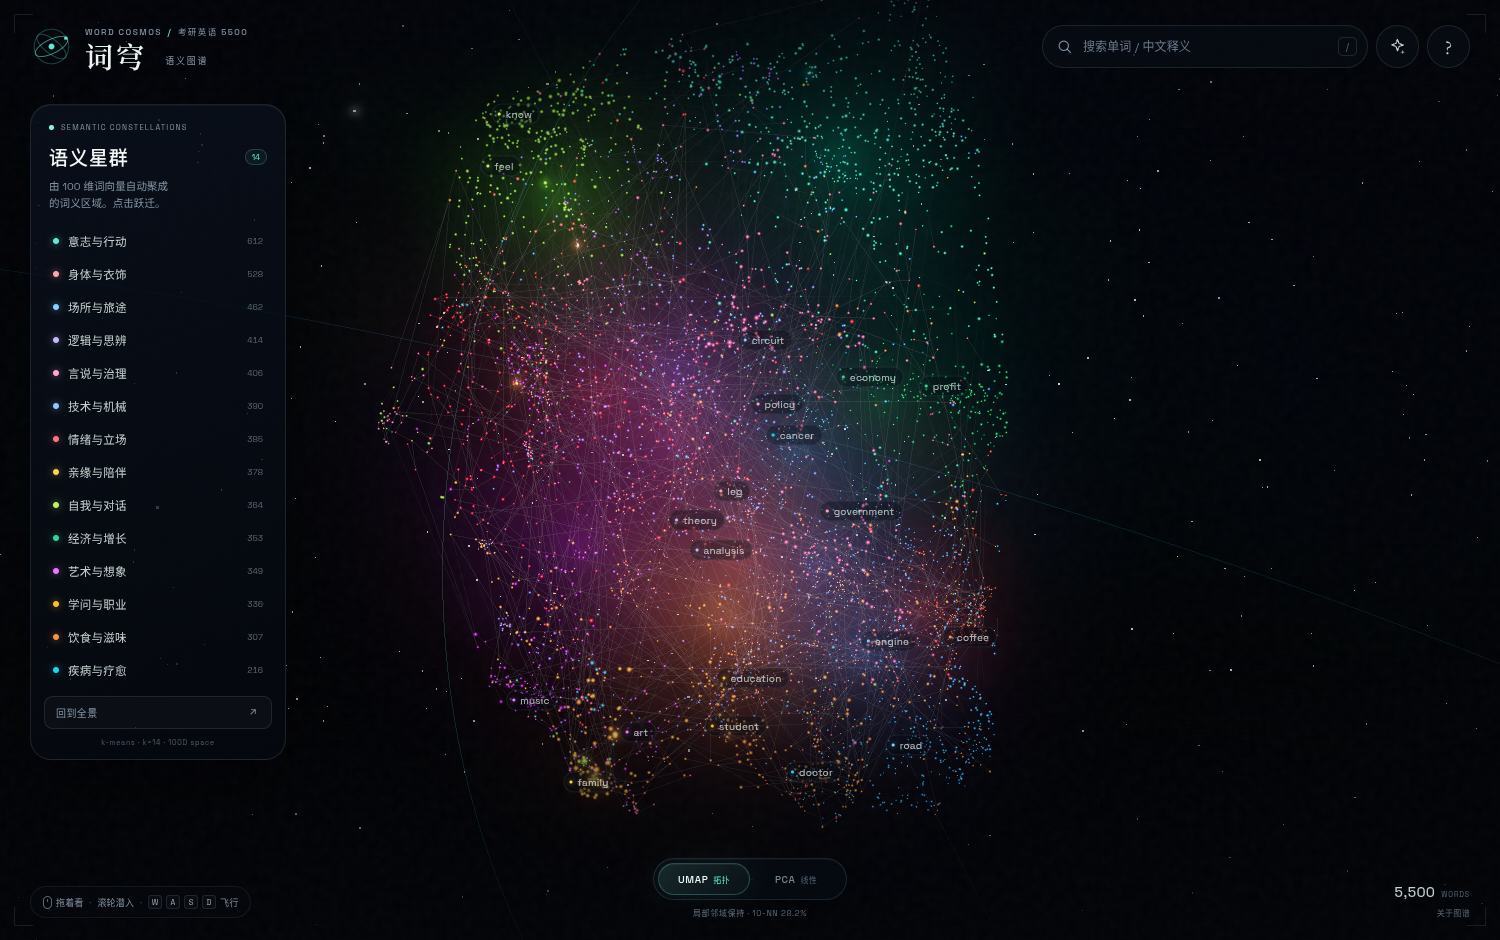 WORD COSMOS / 考研英语 5500
词穹 语义图谱
搜索单词 / 中文释义 /
?
SEMANTIC CONSTELLATIONS
语义星群 14
由 100 维词向量自动聚成
的词义区域。点击跃迁。
意志与行动 612
身体与衣饰 528
场所与旅途 462
逻辑与思辨 414
言说与治理 406
技术与机械 390
情绪与立场 385
亲缘与陪伴 378
自我与对话 364
经济与增长 353
艺术与想象 349
学问与职业 336
饮食与滋味 307
疾病与疗愈 216
回到全景
k-means · k=14 · 100D space
know
feel
circuit
economy
profit
policy
cancer
leg
government
theory
analysis
coffee
engine
education
music
student
art
road
doctor
family
UMAP 拓扑 PCA 线性
局部邻域保持 · 10-NN 28.2%
拖着看 · 滚轮潜入 · W A S D 飞行
5,500 WORDS
关于图谱